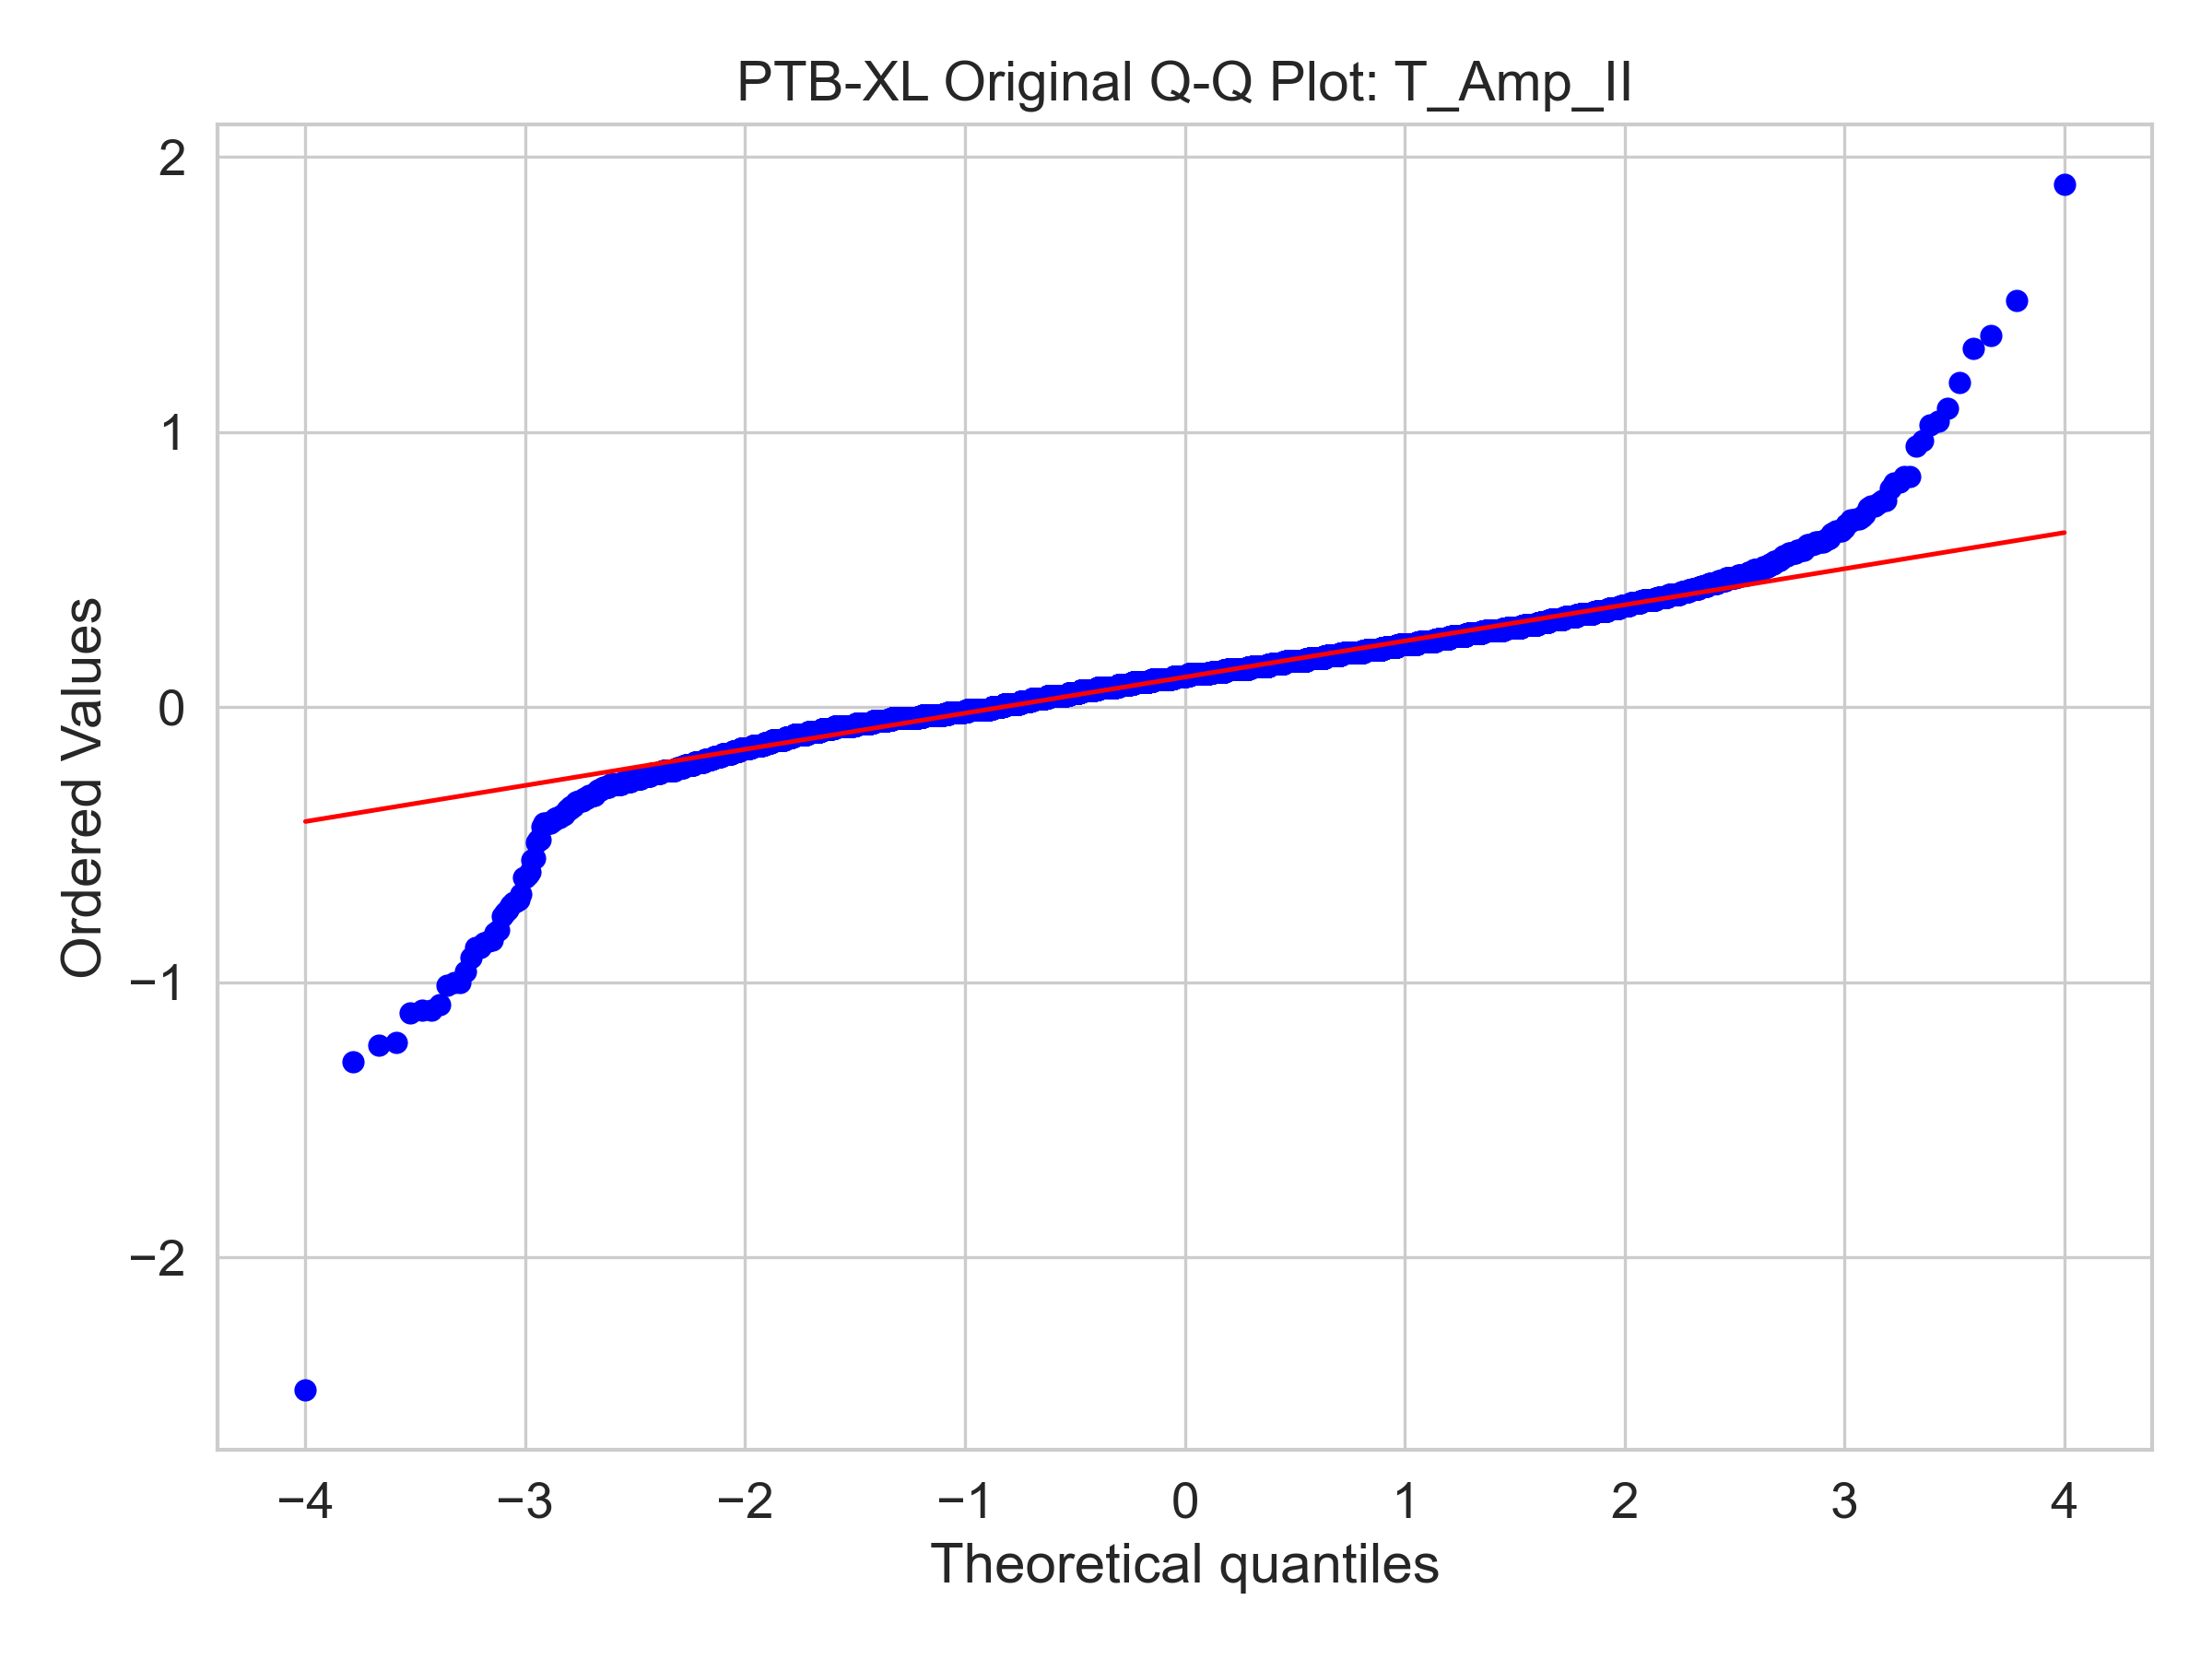 PTB-XL Original Q-Q Plot: T_Amp_II
2
1
0
−1
−2
Ordered Values
−4 −3 −2 −1 0 1 2 3 4
Theoretical quantiles